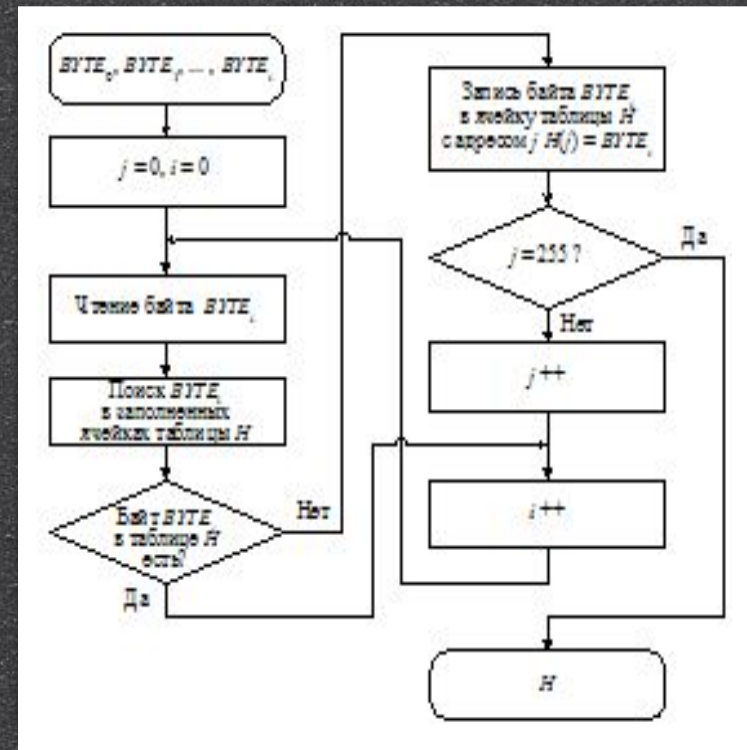 BYTE₀, BYTE₁, ... , BYTEᵢ
j = 0, i = 0
Чтение байта BYTEᵢ
Поиск BYTEᵢ
в заполненных
ячейках таблицы H
Байт BYTEᵢ
в таблице H
есть?
Нет
Да
Запись байта BYTEᵢ
в ячейку таблицы H
с адресом j H(j) = BYTEᵢ
j = 255 ?
Да
Нет
j ++
i ++
H